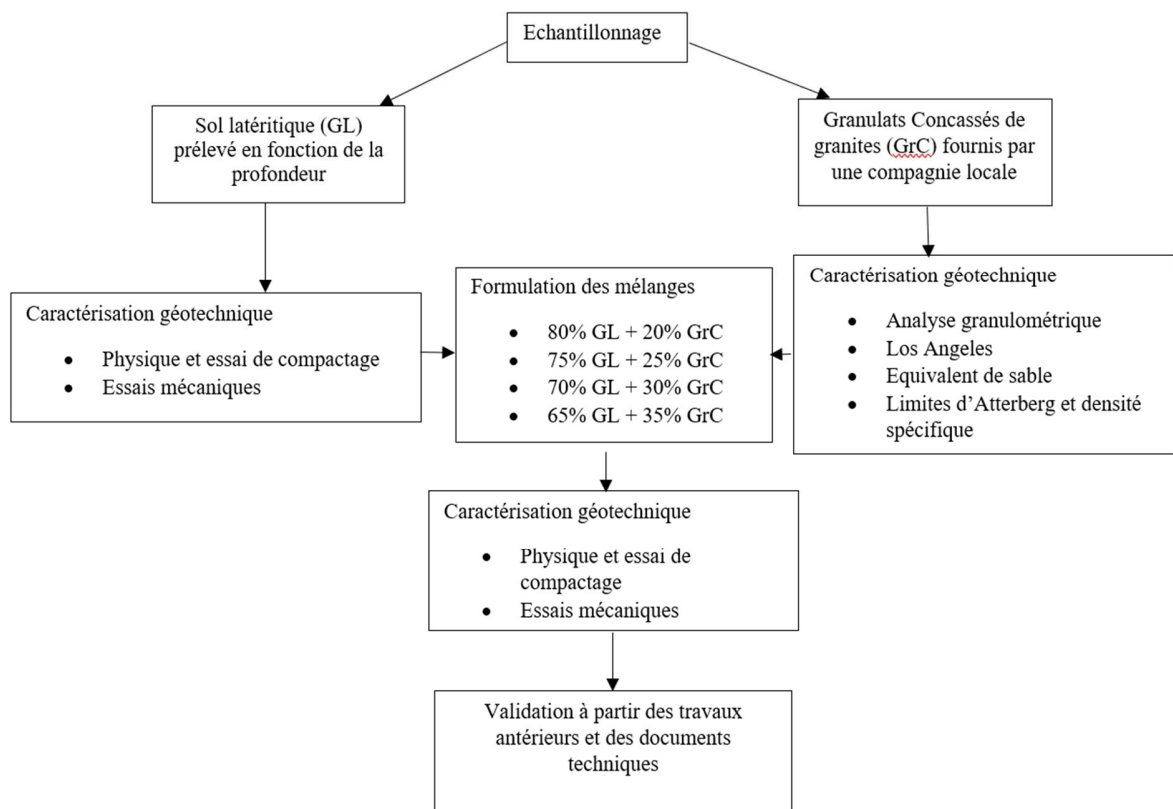 Echantillonnage
Sol latéritique (GL)
prélevé en fonction de la
profondeur
Granulats Concassés de
granites (GrC) fournis par
une compagnie locale
Caractérisation géotechnique
• Physique et essai de compactage
• Essais mécaniques
Formulation des mélanges
• 80% GL + 20% GrC
• 75% GL + 25% GrC
• 70% GL + 30% GrC
• 65% GL + 35% GrC
Caractérisation géotechnique
• Analyse granulométrique
• Los Angeles
• Equivalent de sable
• Limites d’Atterberg et densité
spécifique
Caractérisation géotechnique
• Physique et essai de
compactage
• Essais mécaniques
Validation à partir des travaux
antérieurs et des documents
techniques